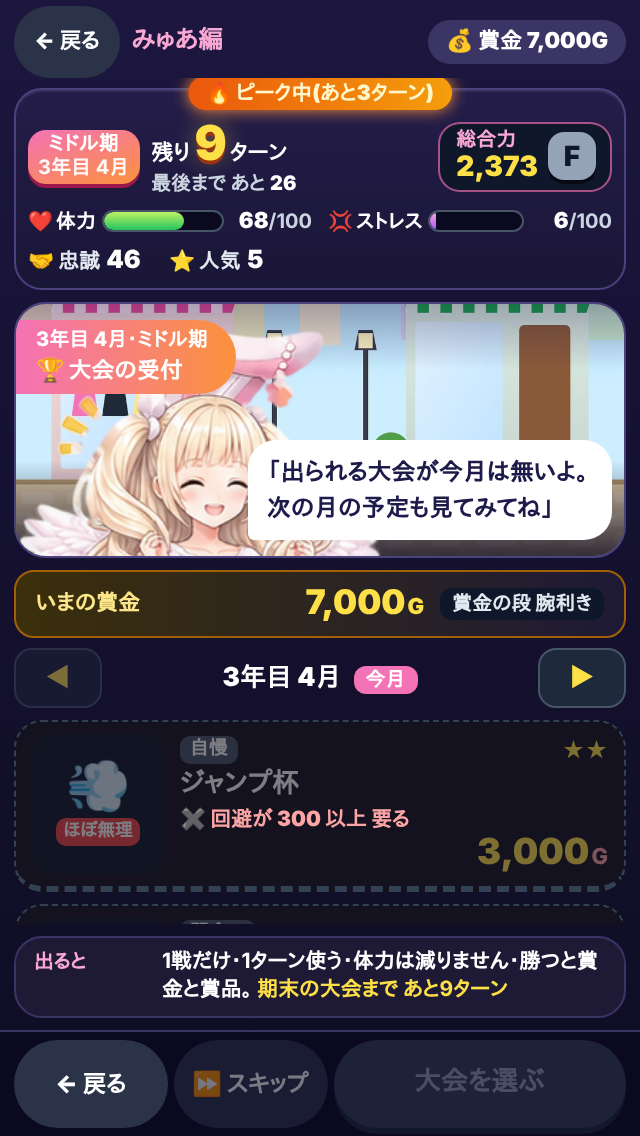 ← 戻る
みゅあ編
💰 賞金 7,000G
🔥 ピーク中(あと3ターン)
ミドル期
3年目 4月
残り9ターン
最後まで あと 26
総合力
2,373 F
❤️ 体力 68/100 💢 ストレス 6/100
🤝 忠誠 46 ⭐ 人気 5
3年目 4月・ミドル期
🏆 大会の受付
「出られる大会が今月は無いよ。
次の月の予定も見てみてね」
いまの賞金 7,000G 賞金の段 腕利き
◀ 3年目 4月 今月 ▶
自慢 ★★
ジャンプ杯
ほぼ無理
✖ 回避が 300 以上 要る
3,000G
出ると
1戦だけ・1ターン使う・体力は減りません・勝つと賞
金と賞品。期末の大会まで あと9ターン
← 戻る ⏩ スキップ 大会を選ぶ